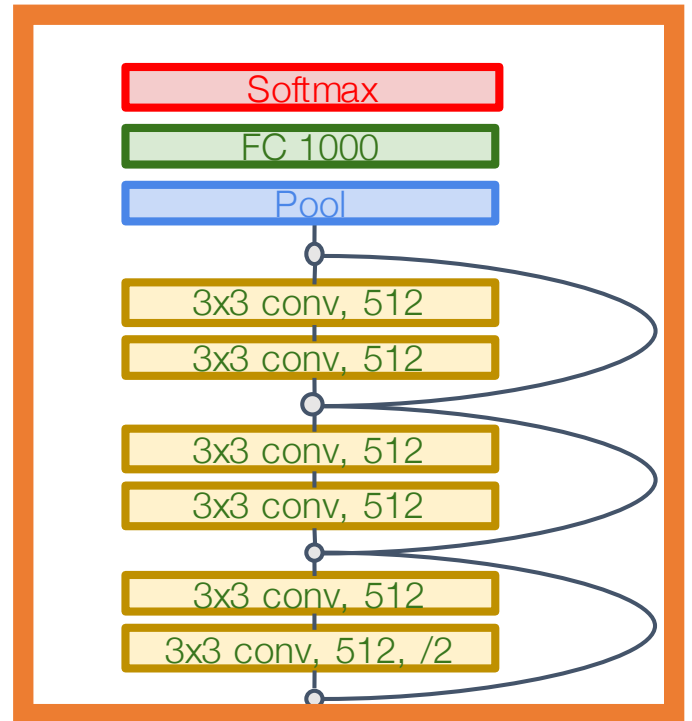 Softmax
FC 1000
Pool
3x3 conv, 512
3x3 conv, 512
3x3 conv, 512
3x3 conv, 512
3x3 conv, 512
3x3 conv, 512, /2